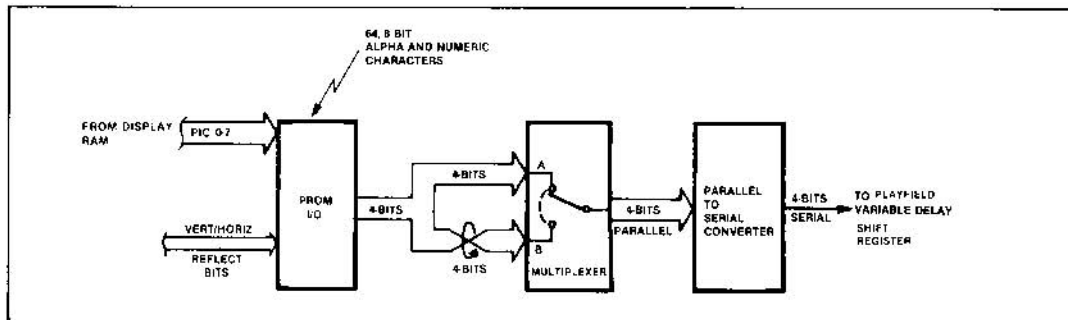 64, 8 BIT
ALPHA AND NUMERIC
CHARACTERS
FROM DISPLAY
RAM
PIC 0-7
PROM
I/O
VERT/HORIZ
REFLECT
BITS
4-BITS
4-BITS
4-BITS
A
B
MULTIPLEXER
4-BITS
PARALLEL
PARALLEL
TO
SERIAL
CONVERTER
4-BITS
SERIAL
TO PLAYFIELD
VARIABLE DELAY
SHIFT
REGISTER